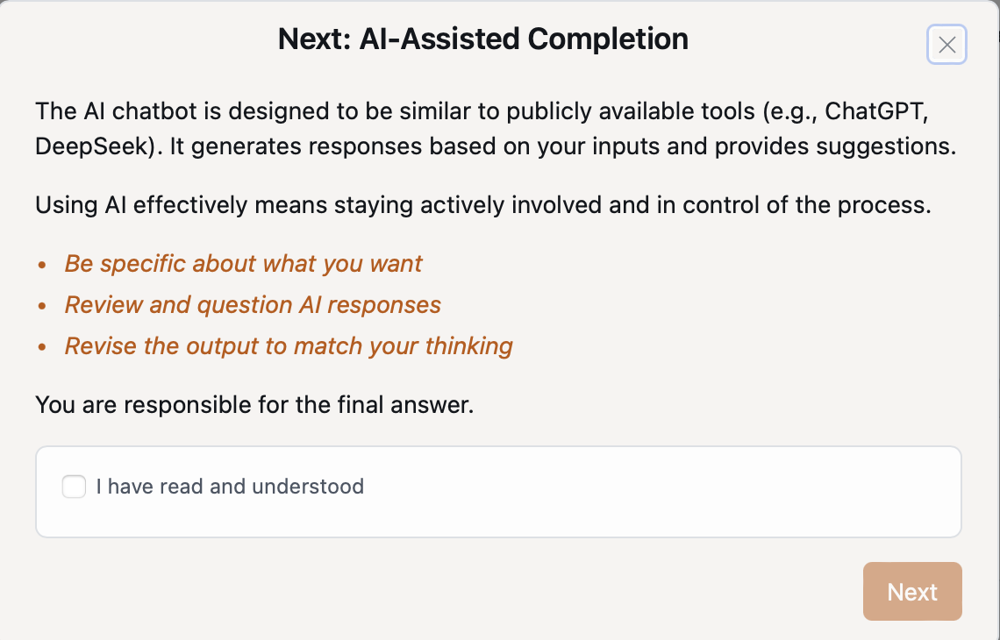 Next: AI-Assisted Completion
The AI chatbot is designed to be similar to publicly available tools (e.g., ChatGPT,
DeepSeek). It generates responses based on your inputs and provides suggestions.
Using AI effectively means staying actively involved and in control of the process.
• Be specific about what you want
• Review and question AI responses
• Revise the output to match your thinking
You are responsible for the final answer.
I have read and understood
Next